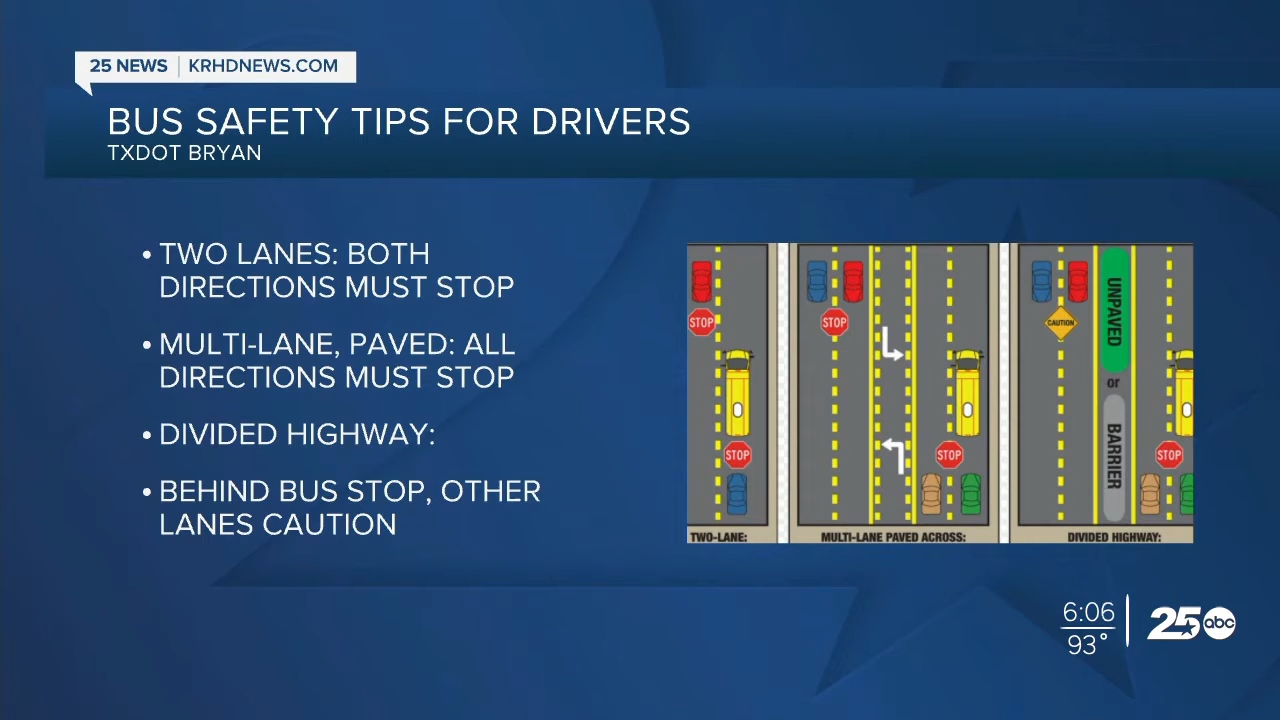 25 NEWS | KRHDNEWS.COM
BUS SAFETY TIPS FOR DRIVERS
TXDOT BRYAN
• TWO LANES: BOTH
DIRECTIONS MUST STOP
• MULTI-LANE, PAVED: ALL
DIRECTIONS MUST STOP
• DIVIDED HIGHWAY:
• BEHIND BUS STOP, OTHER
LANES CAUTION
STOP
STOP
TWO-LANE:
STOP
STOP
MULTI-LANE PAVED ACROSS:
CAUTION
UNPAVED
or
BARRIER
STOP
DIVIDED HIGHWAY:
6:06
93°
25 abc